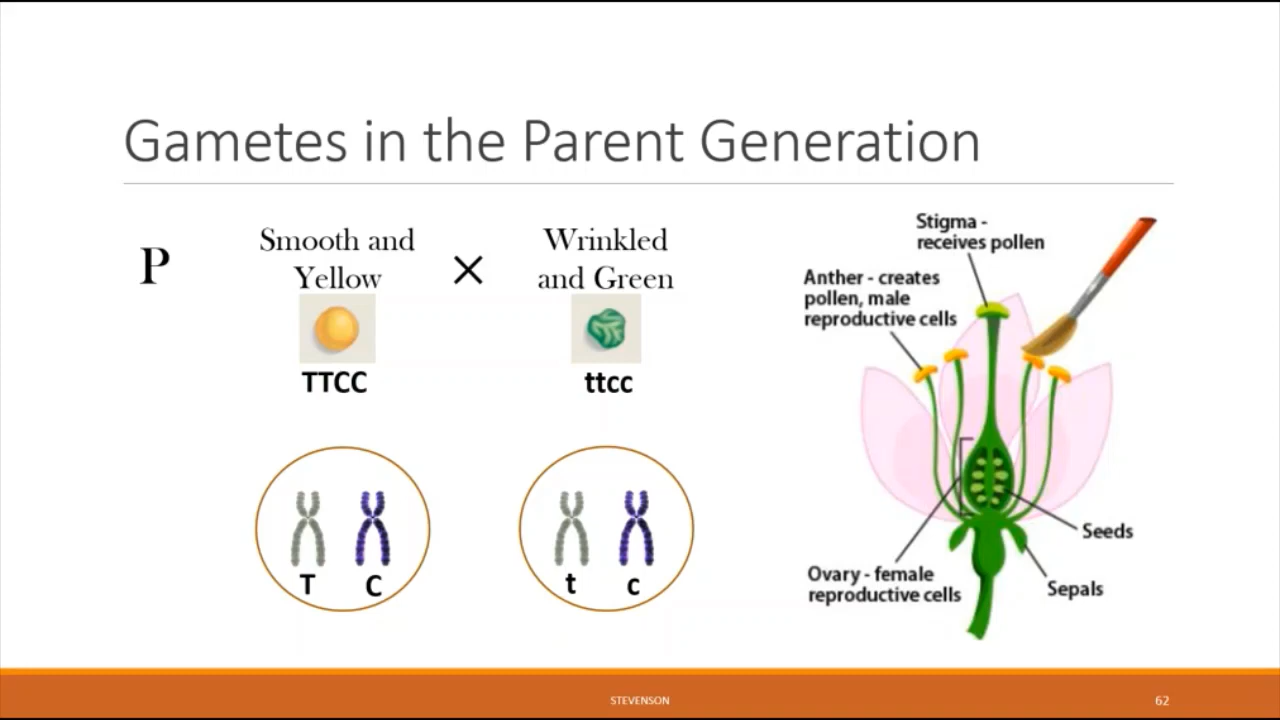 Gametes in the Parent Generation
P
Smooth and
Yellow
×
Wrinkled
and Green
TTCC
ttcc
T C
t c
Stigma -
receives pollen
Anther - creates
pollen, male
reproductive cells
Seeds
Ovary - female
reproductive cells
Sepals
STEVENSON
62